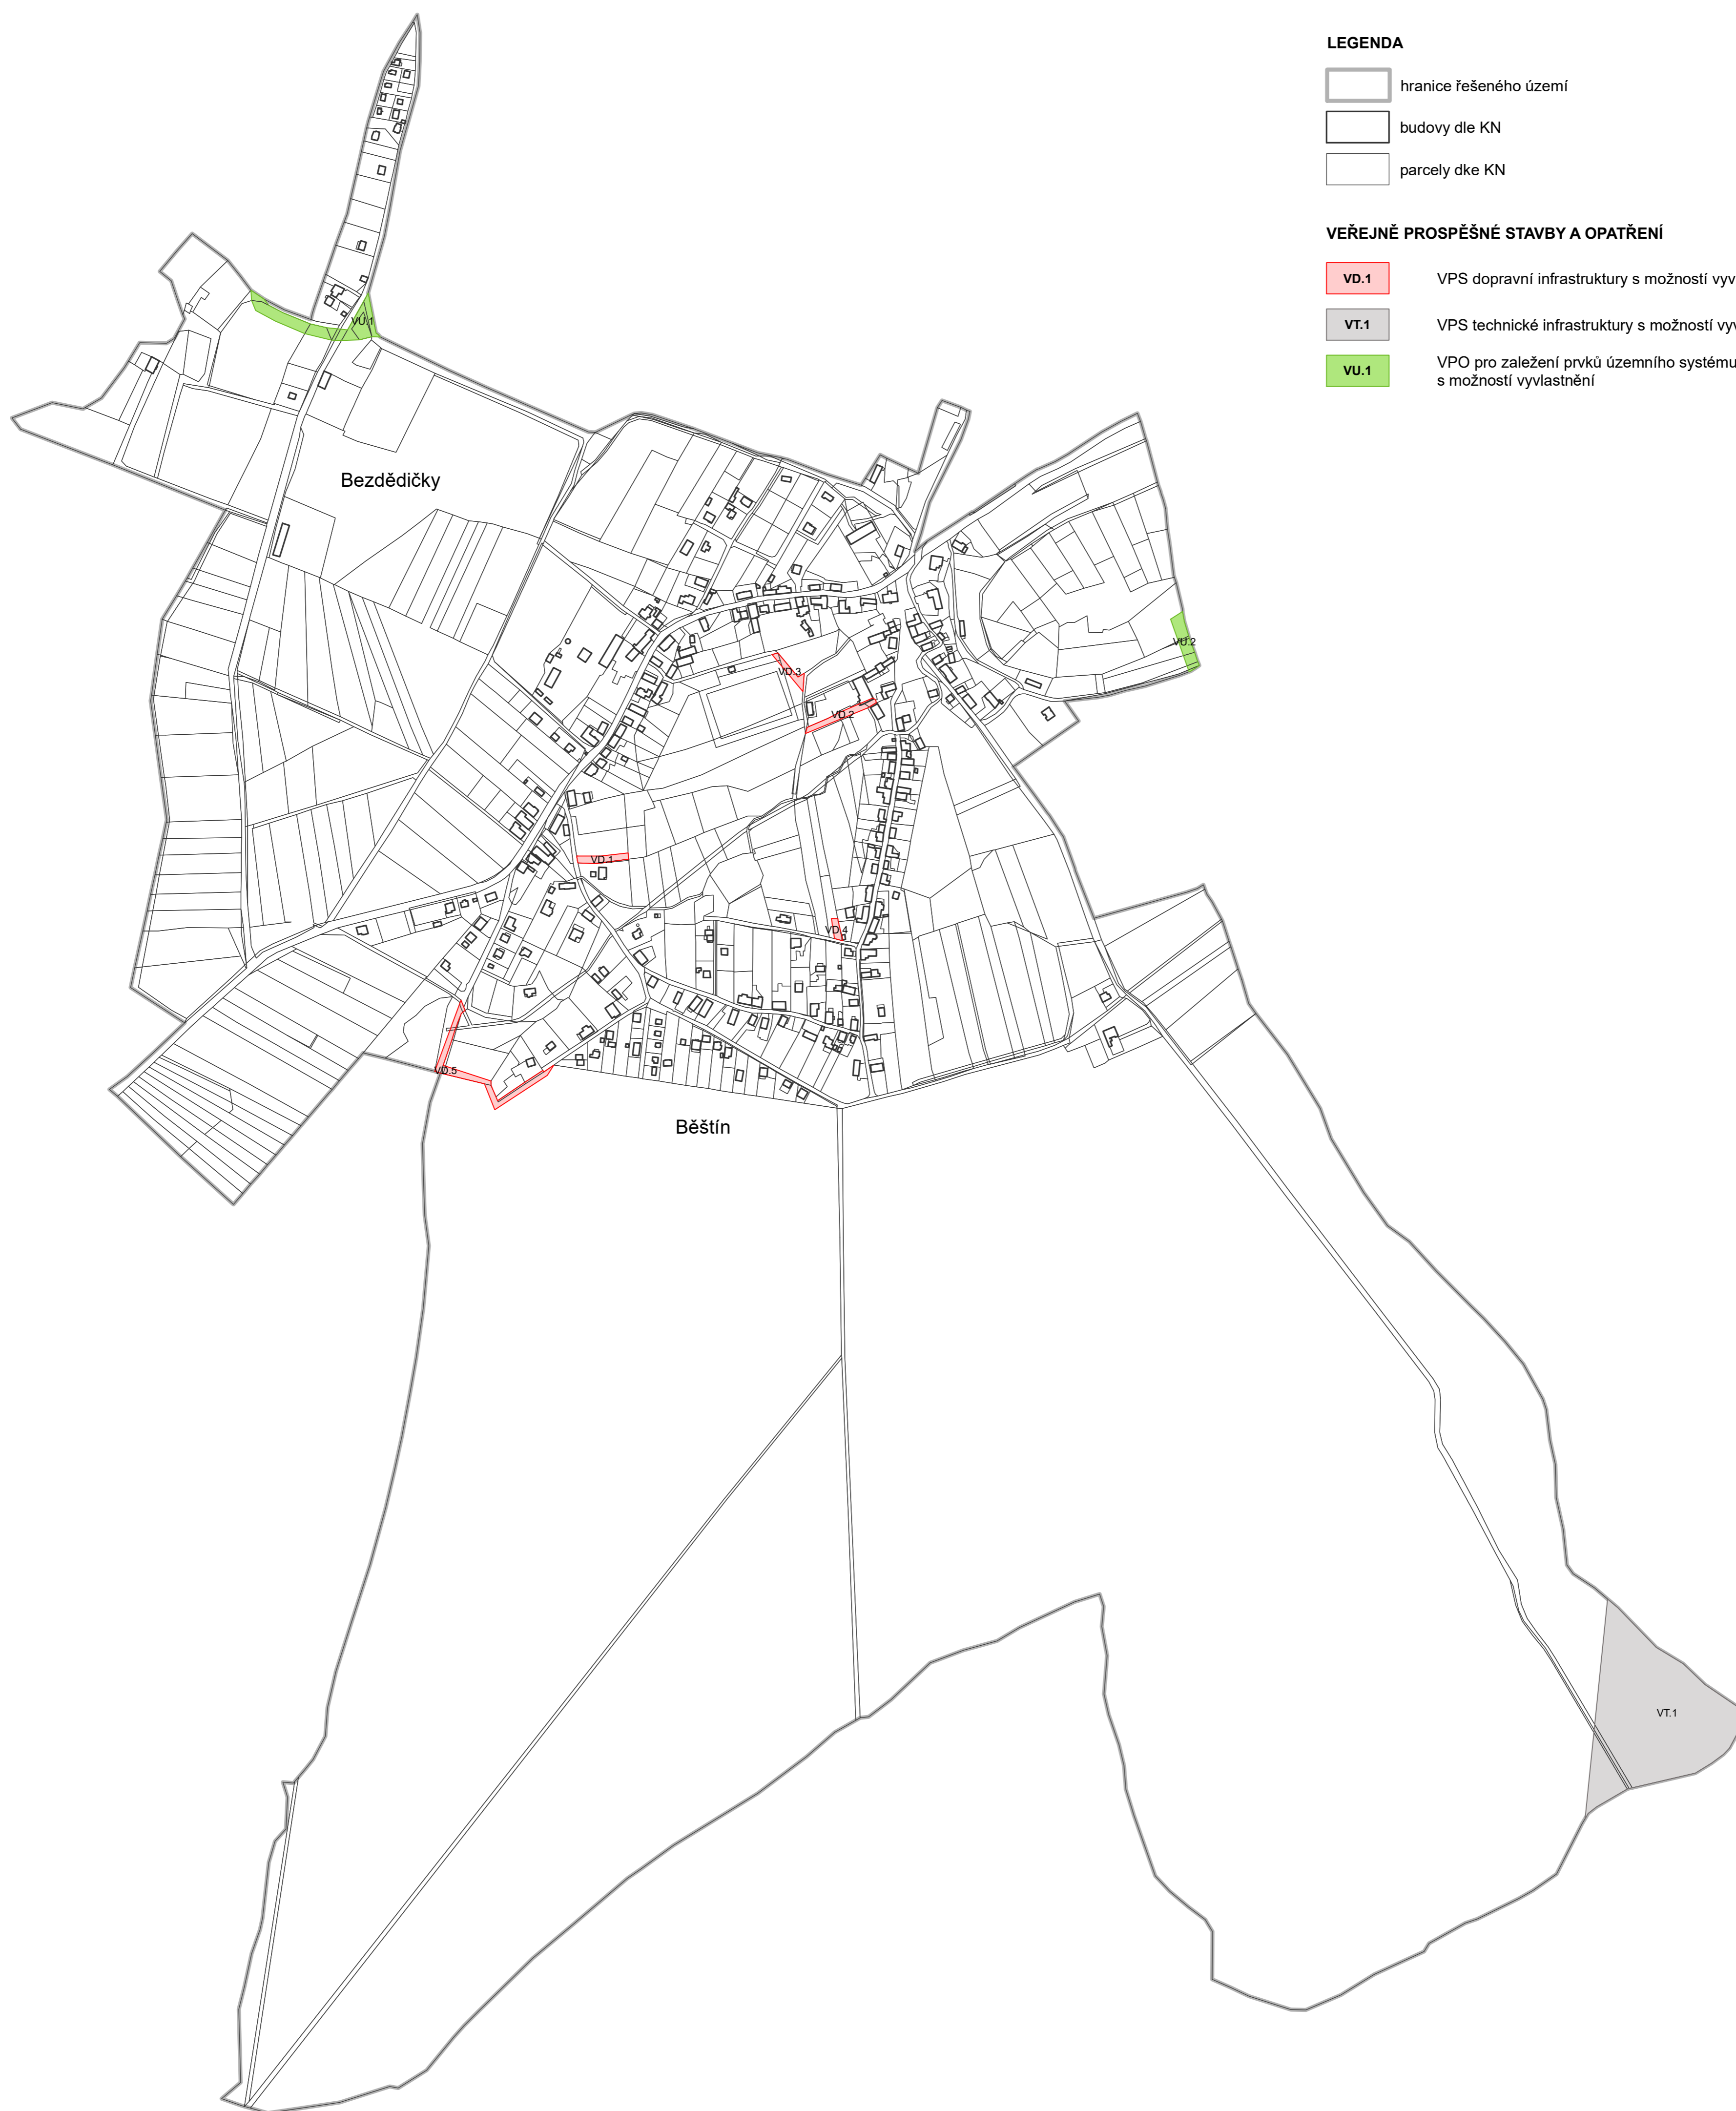 LEGENDA
hranice řešeného území
budovy dle KN
parcely dke KN
VEŘEJNĚ PROSPĚŠNÉ STAVBY A OPATŘENÍ
VD.1 VPS dopravní infrastruktury s možností vyv
VT.1 VPS technické infrastruktury s možností vyv
VU.1 VPO pro zaležení prvků územního systému
s možností vyvlastnění
VU.1
Bezdědičky
VU.2
VD.3
VD.2
VD.1
VD.4
VD.5
Běštín
VT.1